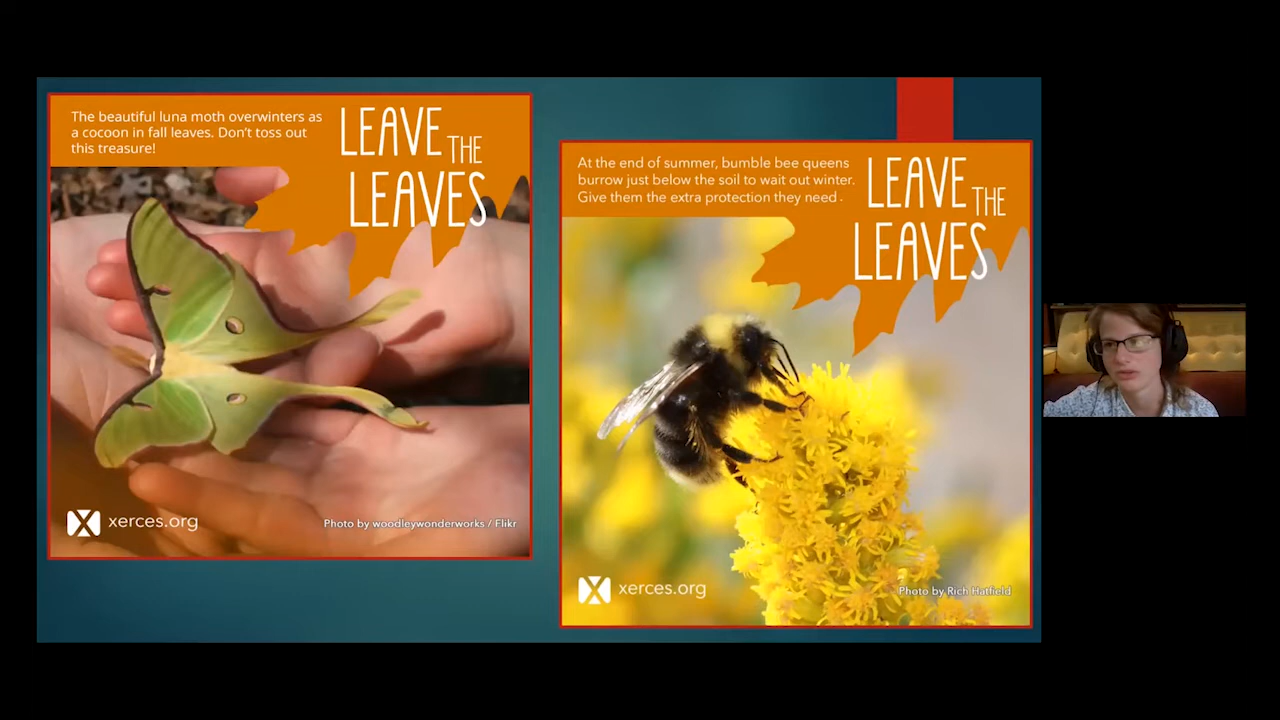 The beautiful luna moth overwinters as
a cocoon in fall leaves. Don't toss out
this treasure!
LEAVE THE
LEAVES
xerces.org
Photo by woodleywonderworks / Flikr
At the end of summer, bumble bee queens
burrow just below the soil to wait out winter.
Give them the extra protection they need.
LEAVE THE
LEAVES
xerces.org
Photo by Rich Hatfield